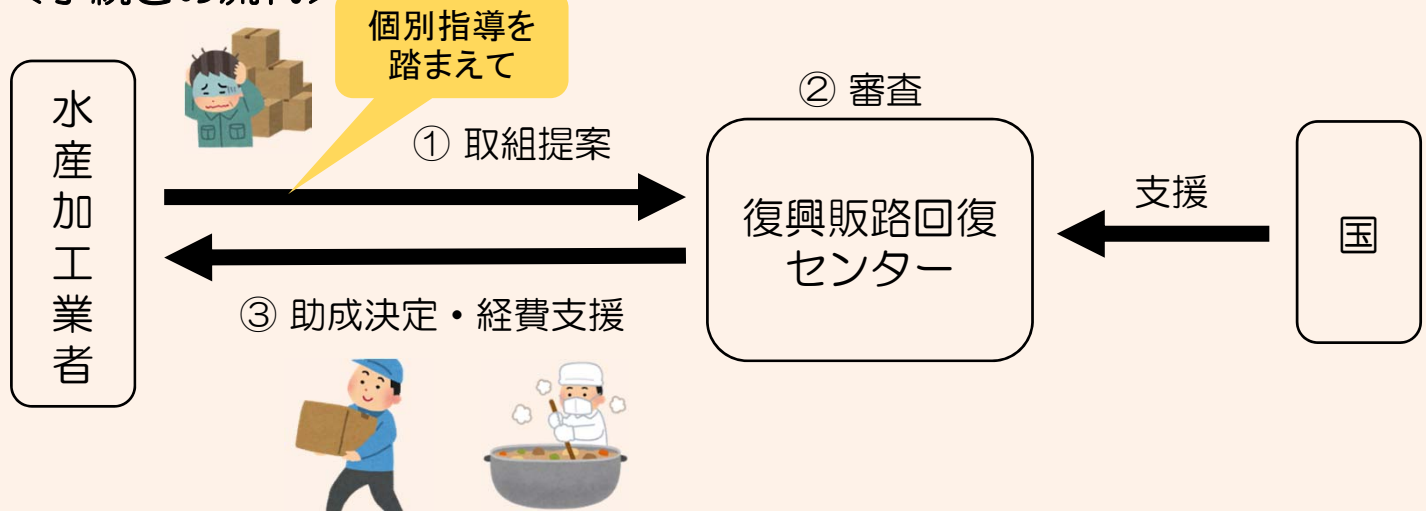 個別指導を
踏まえて
水産加工業者
① 取組提案
② 審査
復興販路回復
センター
支援
国
③ 助成決定・経費支援